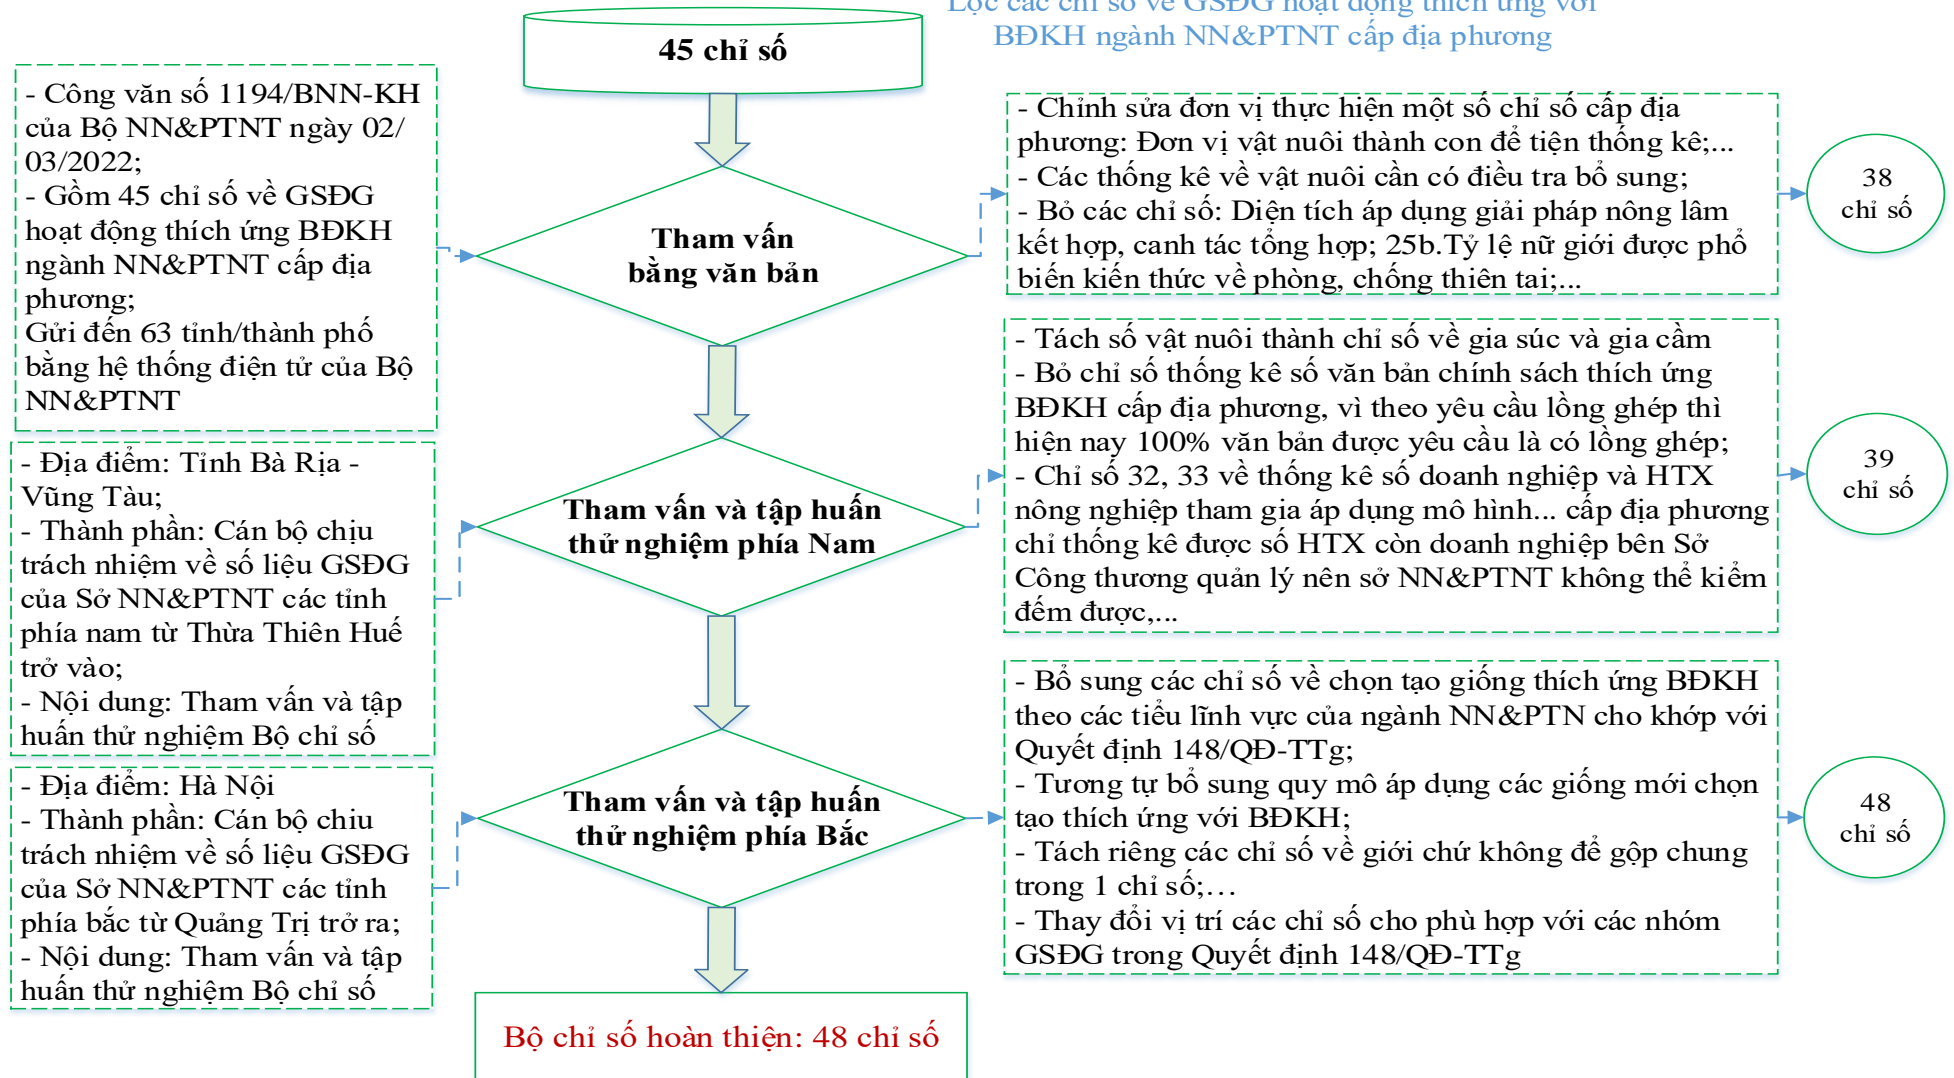 Lọc các chỉ số về GSĐG hoạt động thích ứng với
BĐKH ngành NN&PTNT cấp địa phương
45 chỉ số
- Công văn số 1194/BNN-KH
của Bộ NN&PTNT ngày 02/
03/2022;
- Gồm 45 chỉ số về GSĐG
hoạt động thích ứng BĐKH
ngành NN&PTNT cấp địa
phương;
Gửi đến 63 tỉnh/thành phố
bằng hệ thống điện tử của Bộ
NN&PTNT
Tham vấn
bằng văn bản
- Chỉnh sửa đơn vị thực hiện một số chỉ số cấp địa
phương: Đơn vị vật nuôi thành con để tiện thống kê;...
- Các thống kê về vật nuôi cần có điều tra bổ sung;
- Bỏ các chỉ số: Diện tích áp dụng giải pháp nông lâm
kết hợp, canh tác tổng hợp; 25b.Tỷ lệ nữ giới được phổ
biến kiến thức về phòng, chống thiên tai;...
38
chỉ số
- Địa điểm: Tỉnh Bà Rịa -
Vũng Tàu;
- Thành phần: Cán bộ chịu
trách nhiệm về số liệu GSĐG
của Sở NN&PTNT các tỉnh
phía nam từ Thừa Thiên Huế
trở vào;
- Nội dung: Tham vấn và tập
huấn thử nghiệm Bộ chỉ số
Tham vấn và tập huấn
thử nghiệm phía Nam
- Tách số vật nuôi thành chỉ số về gia súc và gia cầm
- Bỏ chỉ số thống kê số văn bản chính sách thích ứng
BĐKH cấp địa phương, vì theo yêu cầu lồng ghép thì
hiện nay 100% văn bản được yêu cầu là có lồng ghép;
- Chỉ số 32, 33 về thống kê số doanh nghiệp và HTX
nông nghiệp tham gia áp dụng mô hình... cấp địa phương
chỉ thống kê được số HTX còn doanh nghiệp bên Sở
Công thương quản lý nên sở NN&PTNT không thể kiểm
đếm được,...
39
chỉ số
- Địa điểm: Hà Nội
- Thành phần: Cán bộ chiu
trách nhiệm về số liệu GSĐG
của Sở NN&PTNT các tỉnh
phía bắc từ Quảng Trị trở ra;
- Nội dung: Tham vấn và tập
huấn thử nghiệm Bộ chỉ số
Tham vấn và tập huấn
thử nghiệm phía Bắc
- Bổ sung các chỉ số về chọn tạo giống thích ứng BĐKH
theo các tiểu lĩnh vực của ngành NN&PTN cho khớp với
Quyết định 148/QĐ-TTg;
- Tương tự bổ sung quy mô áp dụng các giống mới chọn
tạo thích ứng với BĐKH;
- Tách riêng các chỉ số về giới chứ không để gộp chung
trong 1 chỉ số;…
- Thay đổi vị trí các chỉ số cho phù hợp với các nhóm
GSĐG trong Quyết định 148/QĐ-TTg
48
chỉ số
Bộ chỉ số hoàn thiện: 48 chỉ số